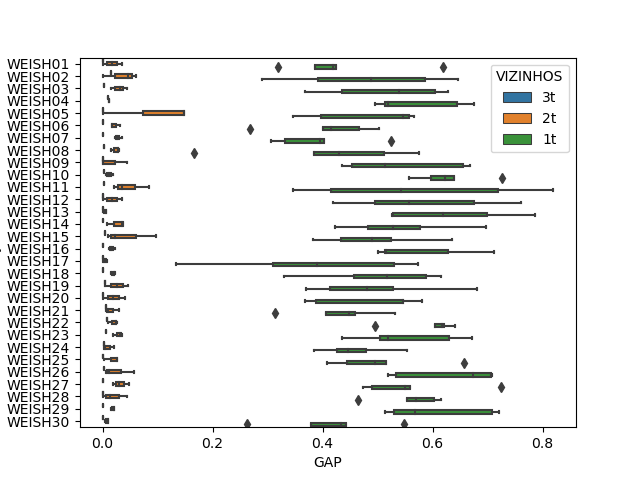 WEISH01
WEISH02
WEISH03
WEISH04
WEISH05
WEISH06
WEISH07
WEISH08
WEISH09
WEISH10
WEISH11
WEISH12
WEISH13
WEISH14
WEISH15
WEISH16
WEISH17
WEISH18
WEISH19
WEISH20
WEISH21
WEISH22
WEISH23
WEISH24
WEISH25
WEISH26
WEISH27
WEISH28
WEISH29
WEISH30
VIZINHOS
3t
2t
1t
0.0 0.2 0.4 0.6 0.8
GAP